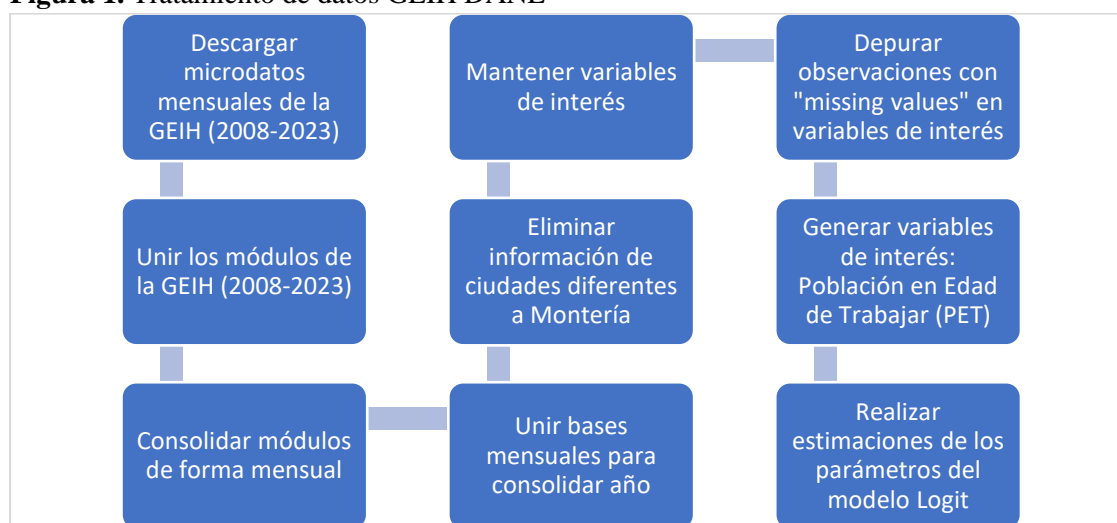 Figura 1. Tratamiento de datos GEIH DANE
Descargar
microdatos
mensuales de la
GEIH (2008-2023)
Unir los módulos de
la GEIH (2008-2023)
Consolidar módulos
de forma mensual
Unir bases
mensuales para
consolidar año
Eliminar
información de
ciudades diferentes
a Montería
Mantener variables
de interés
Depurar
observaciones con
"missing values" en
variables de interés
Generar variables
de interés:
Población en Edad
de Trabajar (PET)
Realizar
estimaciones de los
parámetros del
modelo Logit